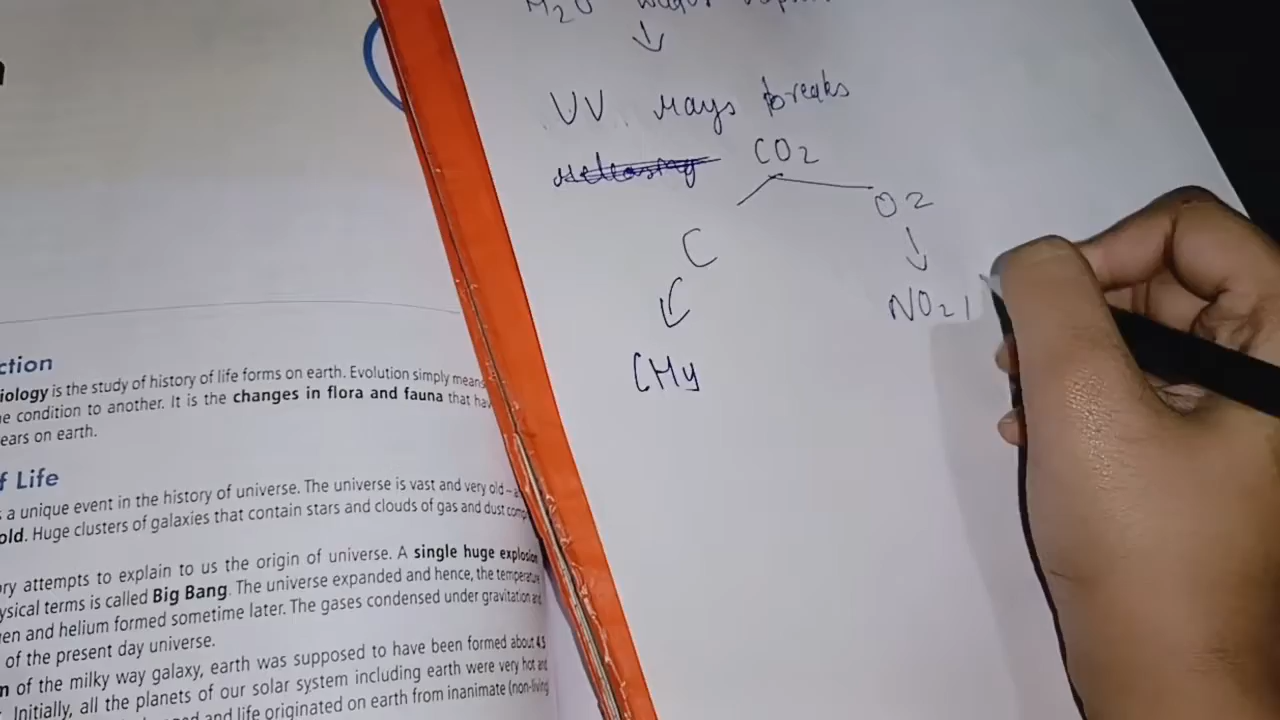 H2O water
UV rays breaks
CO2
O2
C
NO2
CH4
ction
iology is the study of history of life forms on earth. Evolution simply means
e condition to another. It is the changes in flora and fauna that ha
ears on earth.
f Life
s a unique event in the history of universe. The universe is vast and very old – a
old. Huge clusters of galaxies that contain stars and clouds of gas and dust comp
ry attempts to explain to us the origin of universe. A single huge explosion
ysical terms is called Big Bang. The universe expanded and hence, the temperature
en and helium formed sometime later. The gases condensed under gravitation and
of the present day universe.
m of the milky way galaxy, earth was supposed to have been formed about 4.5
. Initially, all the planets of our solar system including earth were very hot and
and life originated on earth from inanimate (non-living